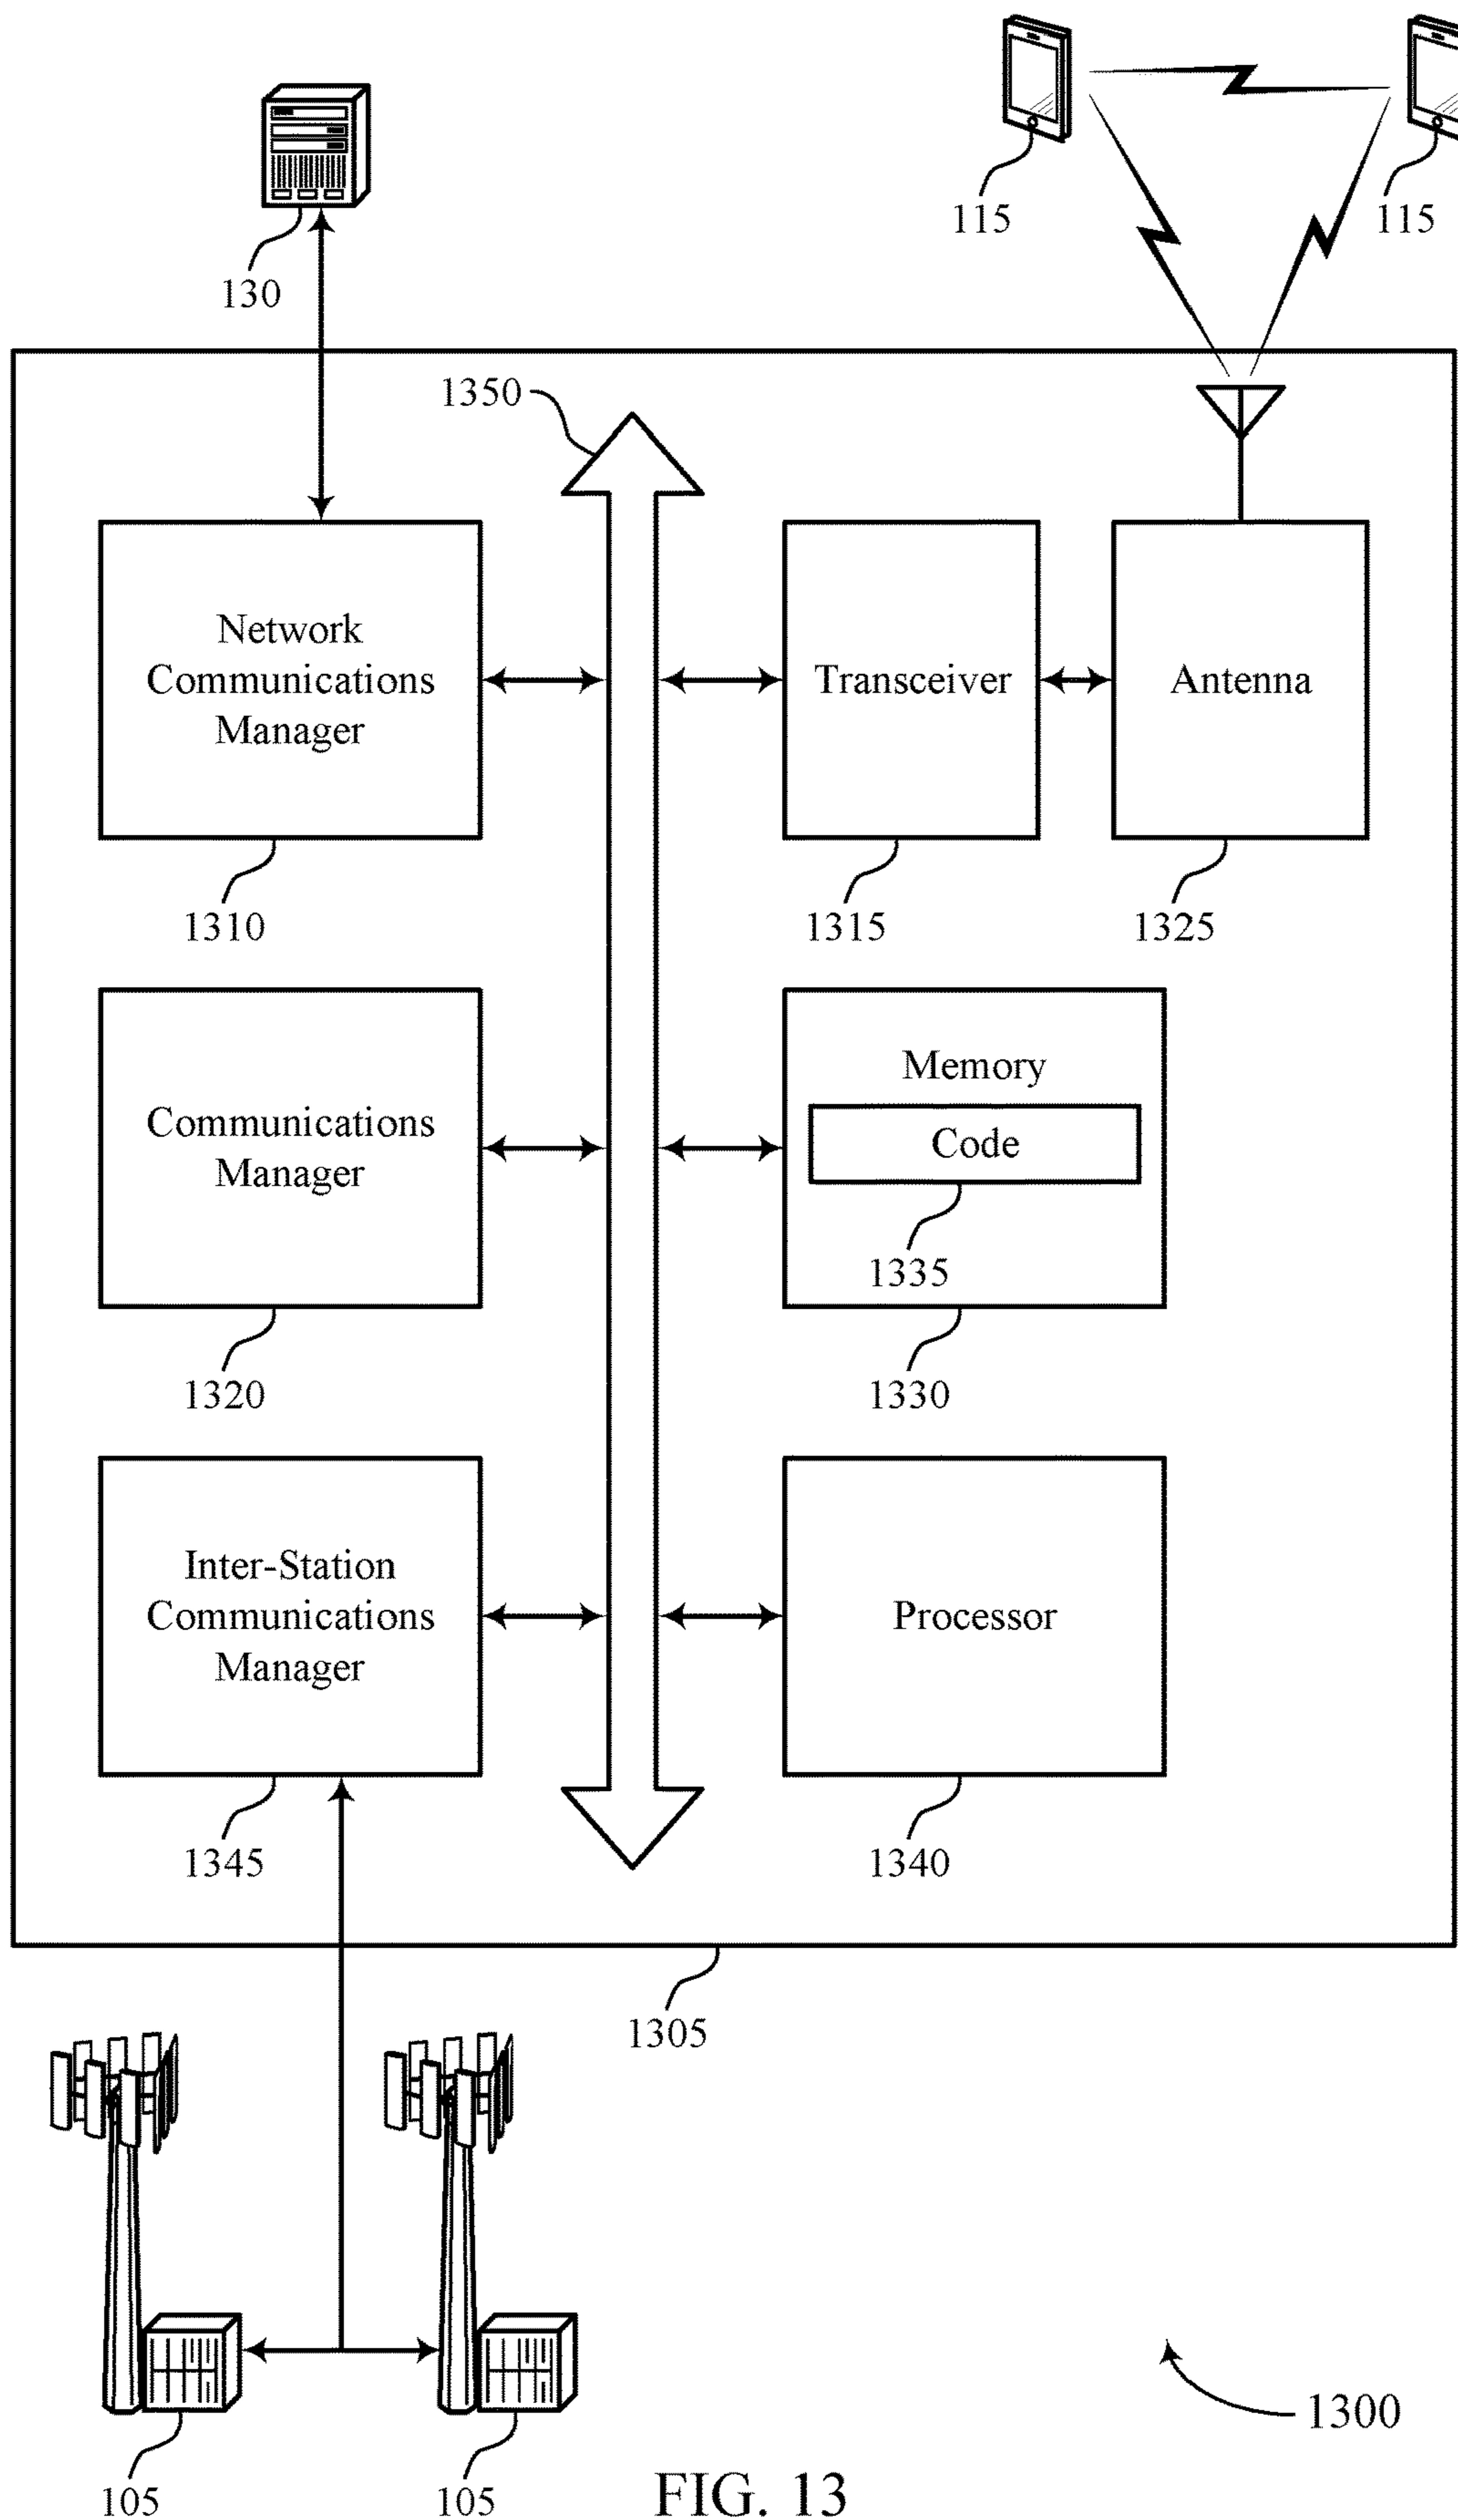 115
115
130
1350
Network
Communications
Manager
Transceiver
Antenna
1310
1315
1325
Communications
Manager
Memory
Code
1335
1320
1330
Inter-Station
Communications
Manager
Processor
1345
1340
1305
1300
105
105
FIG. 13